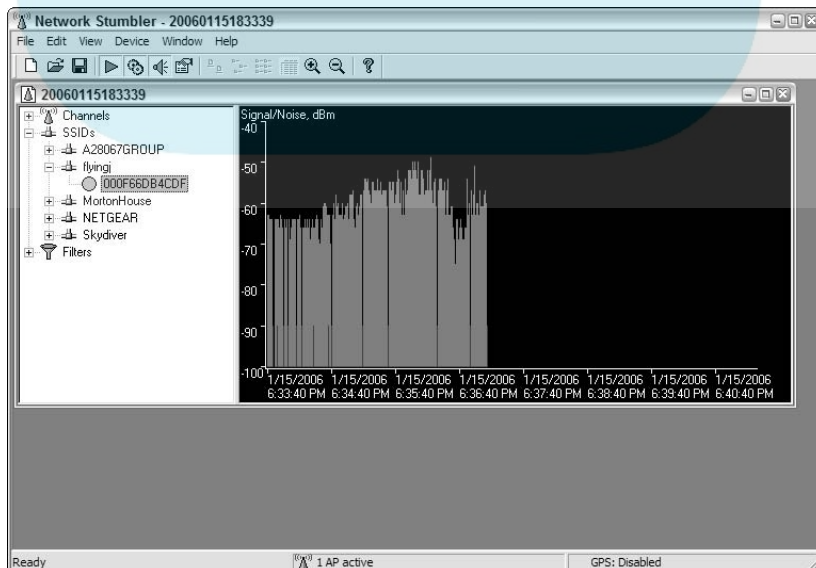 Network Stumbler - 20060115183339
File Edit View Device Window Help
20060115183339
Channels
SSIDs
A28067GROUP
flyingj
000F66DB4CDF
MortonHouse
NETGEAR
Skydiver
Filters
Signal/Noise, dBm
-40
-50
-60
-70
-80
-90
-100
1/15/2006 1/15/2006 1/15/2006 1/15/2006 1/15/2006 1/15/2006 1/15/2006 1/15/2006
6:33:40 PM 6:34:40 PM 6:35:40 PM 6:36:40 PM 6:37:40 PM 6:38:40 PM 6:39:40 PM 6:40:40 PM
Ready 1 AP active GPS: Disabled